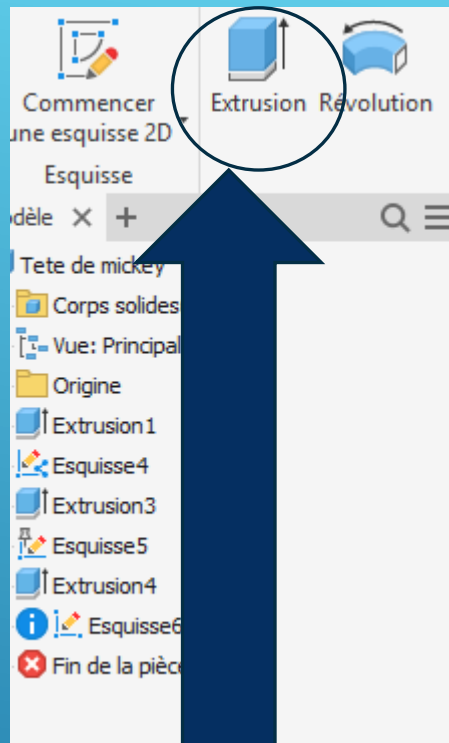 Commencer
une esquisse 2D
Extrusion
Révolution
Esquisse
dèle
Tete de mickey
Corps solides
Vue: Principal
Origine
Extrusion1
Esquisse4
Extrusion3
Esquisse5
Extrusion4
Esquisse6
Fin de la pièce